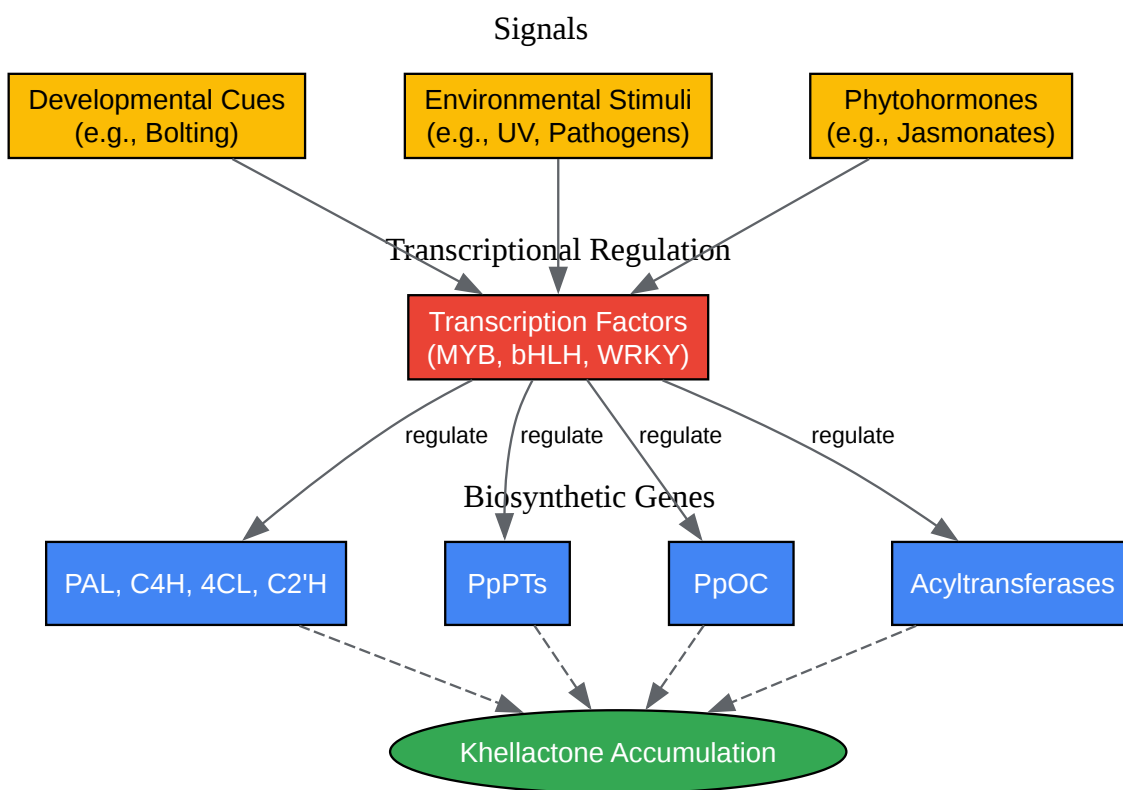 Signals
Developmental Cues
(e.g., Bolting)
Environmental Stimuli
(e.g., UV, Pathogens)
Phytohormones
(e.g., Jasmonates)
Transcriptional Regulation
Transcription Factors
(MYB, bHLH, WRKY)
regulate
regulate
regulate
regulate
Biosynthetic Genes
PAL, C4H, 4CL, C2'H
PpPTs
PpOC
Acyltransferases
Khellactone Accumulation